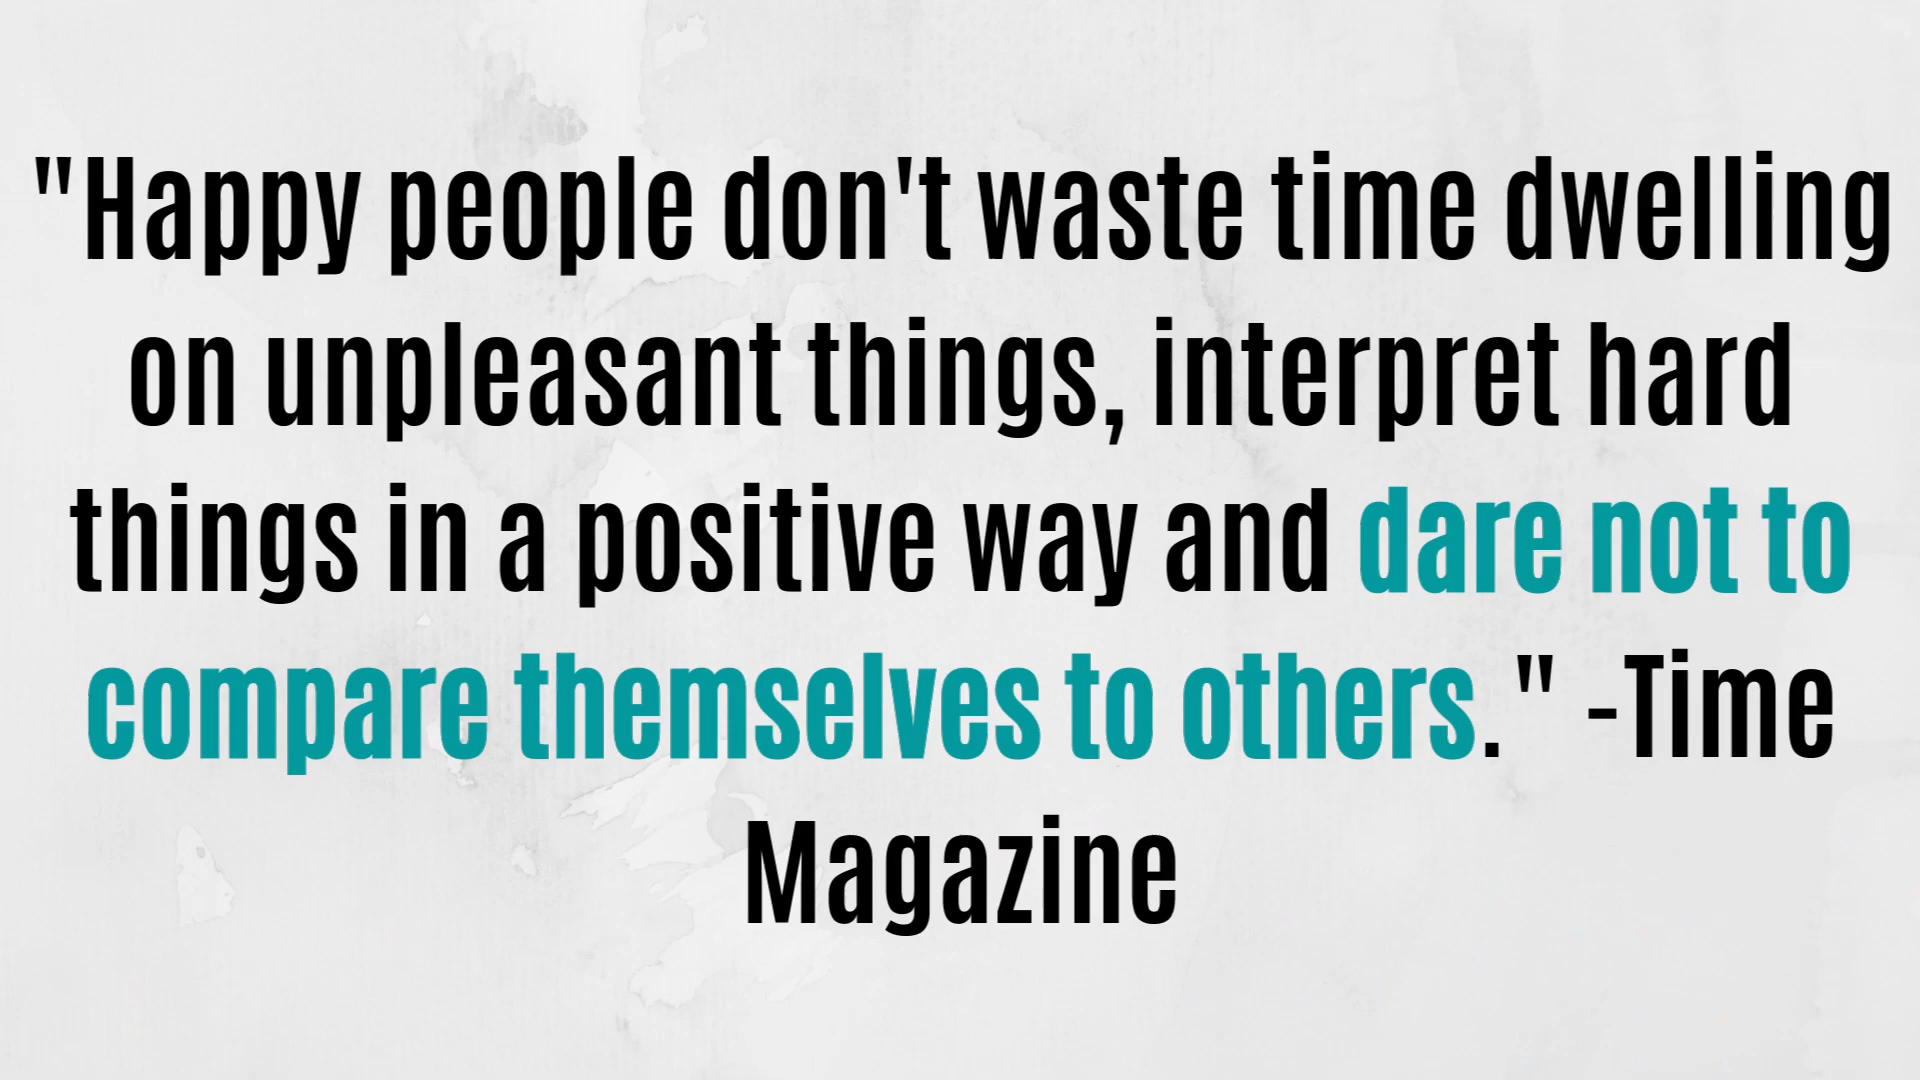 "Happy people don't waste time dwelling
on unpleasant things, interpret hard
things in a positive way and dare not to
compare themselves to others." -Time
Magazine